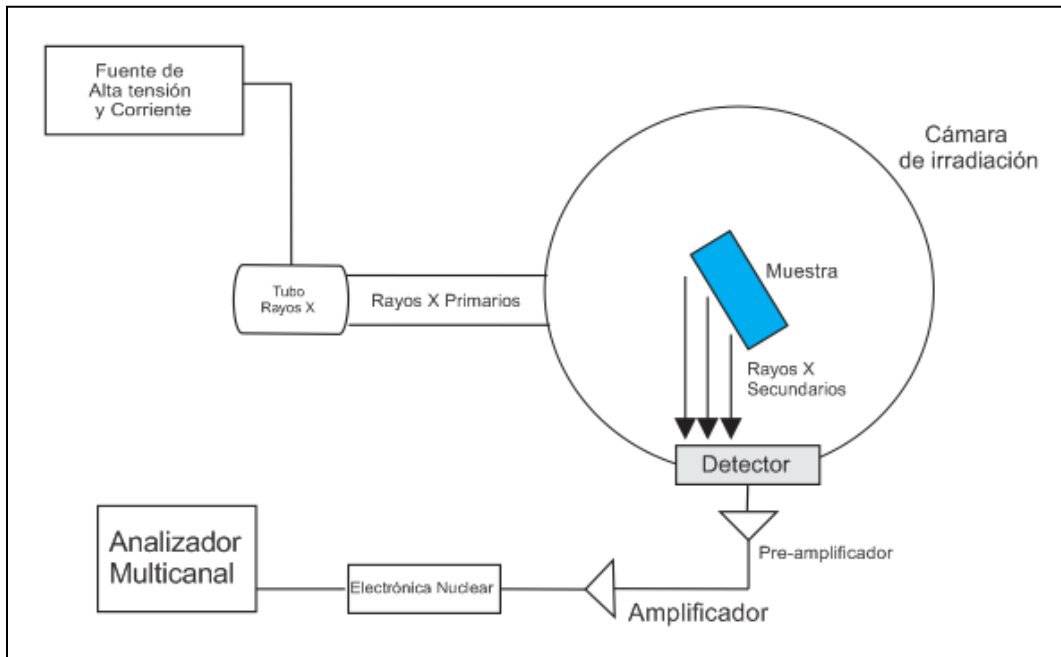 Fuente de
Alta tensión
y Corriente
Cámara
de irradiación
Muestra
Tubo
Rayos X
Rayos X Primarios
Rayos X
Secundarios
Detector
Pre-amplificador
Analizador
Multicanal
Electrónica Nuclear
Amplificador